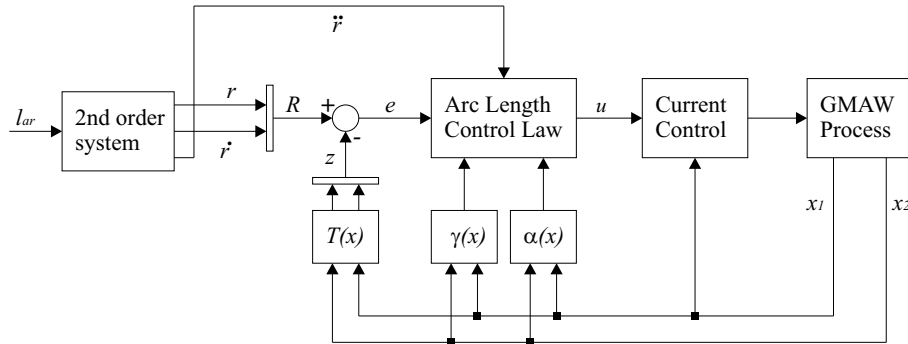 r̈
l_ar
2nd order
system
r
ṙ
R
+
-
e
z
Arc Length
Control Law
u
Current
Control
GMAW
Process
x1
x2
T(x)
γ(x)
α(x)